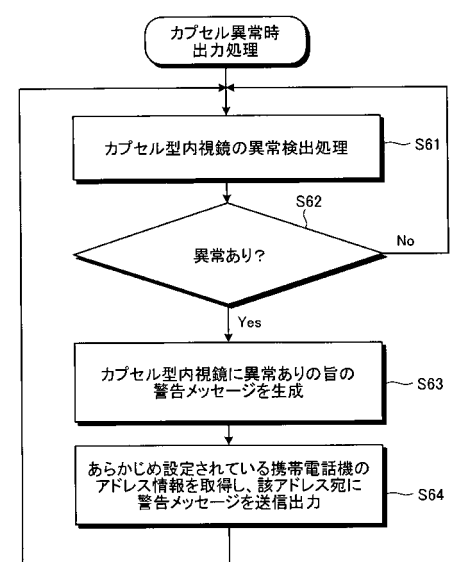 カプセル異常時
出力処理
カプセル型内視鏡の異常検出処理
S61
S62
異常あり?
No
Yes
カプセル型内視鏡に異常ありの旨の
警告メッセージを生成
S63
あらかじめ設定されている携帯電話機の
アドレス情報を取得し、該アドレス宛に
警告メッセージを送信出力
S64